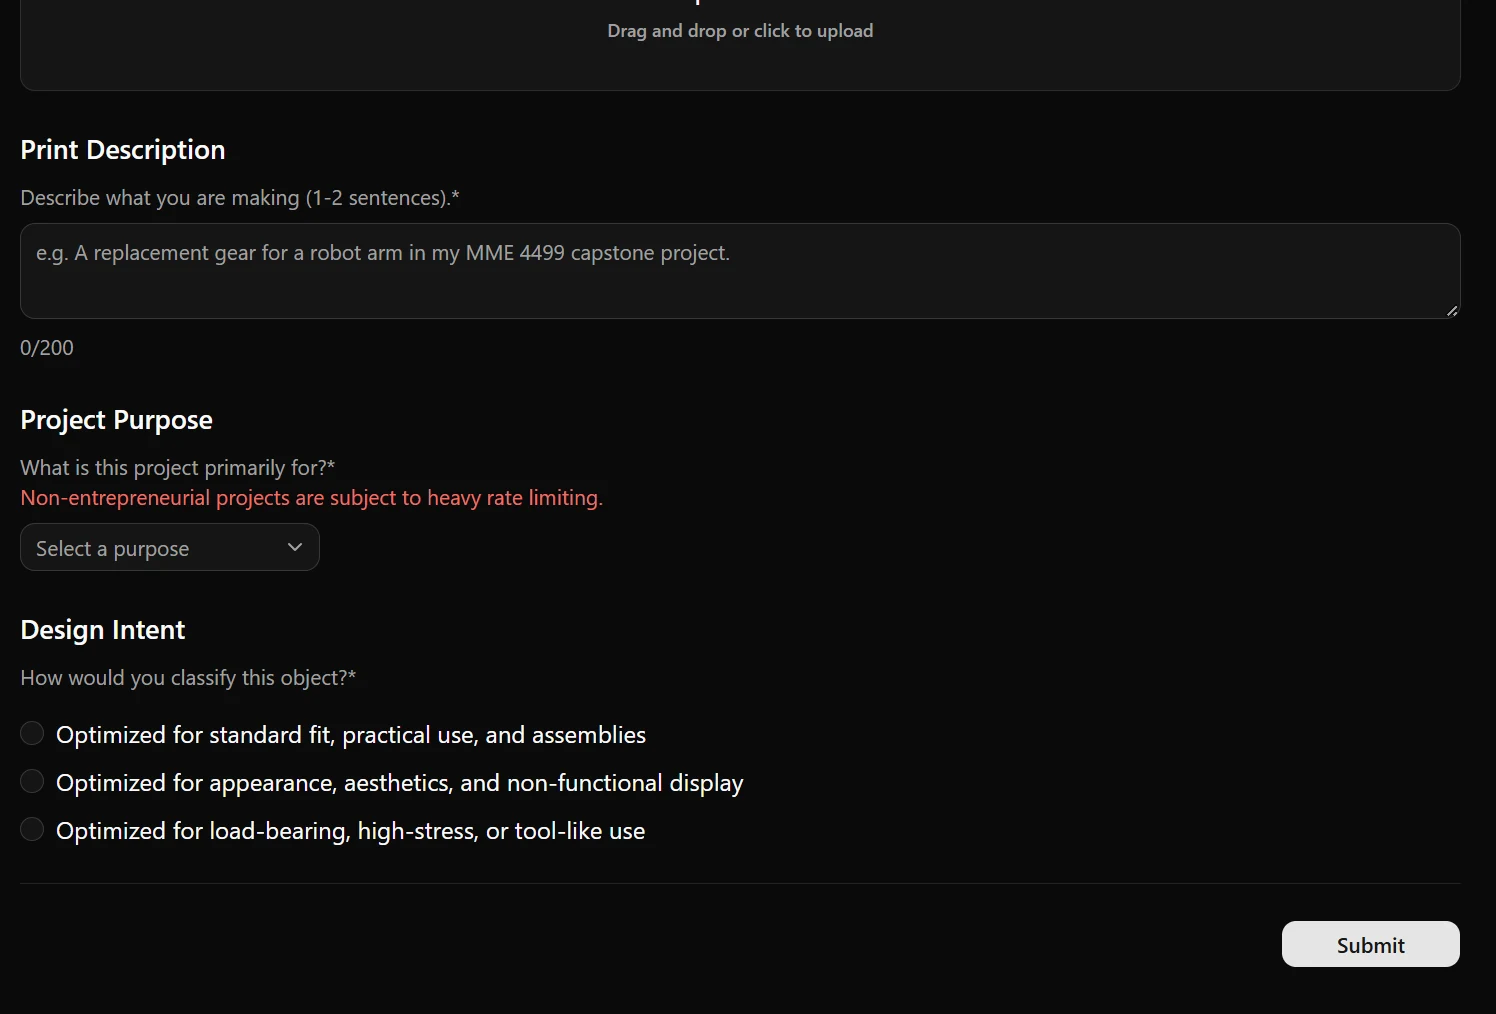 Drag and drop or click to upload
Print Description
Describe what you are making (1-2 sentences).*
e.g. A replacement gear for a robot arm in my MME 4499 capstone project.
0/200
Project Purpose
What is this project primarily for?*
Non-entrepreneurial projects are subject to heavy rate limiting.
Select a purpose
Design Intent
How would you classify this object?*
Optimized for standard fit, practical use, and assemblies
Optimized for appearance, aesthetics, and non-functional display
Optimized for load-bearing, high-stress, or tool-like use
Submit